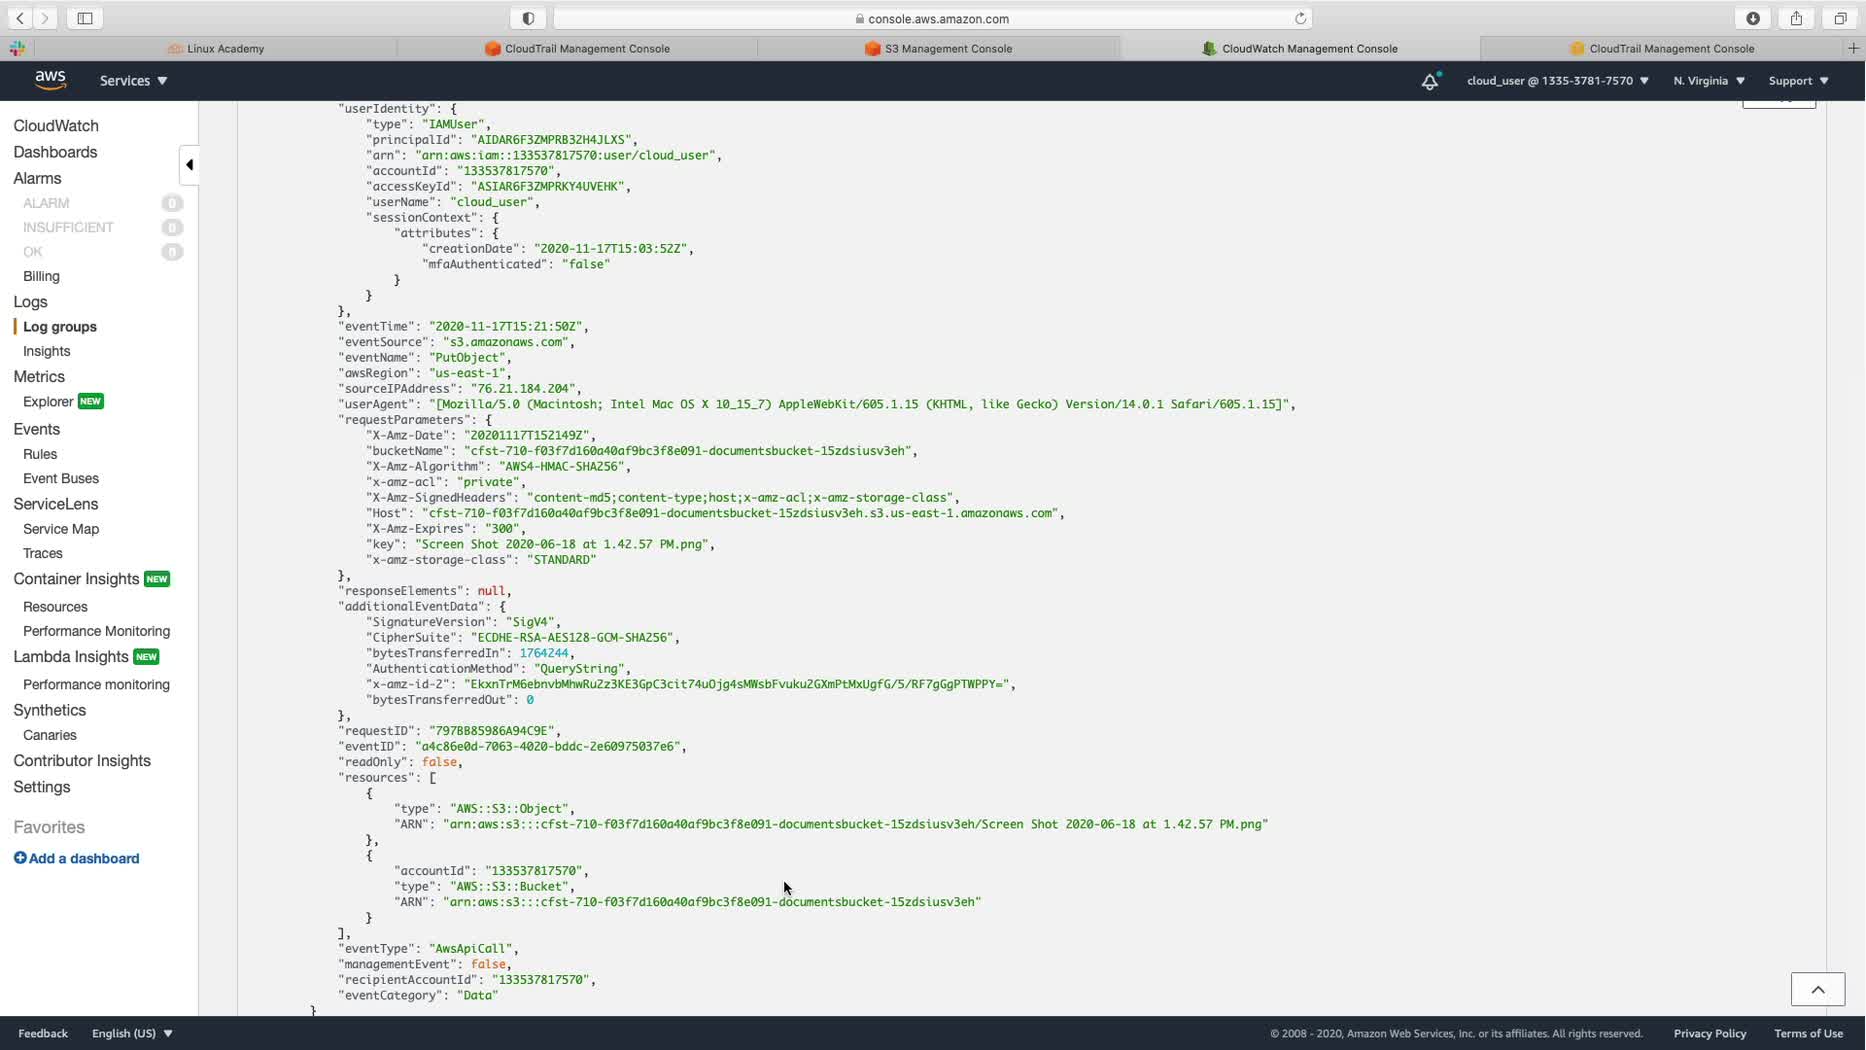 console.aws.amazon.com
Linux Academy
CloudTrail Management Console
S3 Management Console
CloudWatch Management Console
CloudTrail Management Console
aws
Services
cloud_user @ 1335-3781-7570
N. Virginia
Support
CloudWatch
Dashboards
Alarms
ALARM 0
INSUFFICIENT 0
OK 0
Billing
Logs
Log groups
Insights
Metrics
Explorer NEW
Events
Rules
Event Buses
ServiceLens
Service Map
Traces
Container Insights NEW
Resources
Performance Monitoring
Lambda Insights NEW
Performance monitoring
Synthetics
Canaries
Contributor Insights
Settings
Favorites
Add a dashboard
"userIdentity": {
"type": "IAMUser",
"principalId": "AIDAR6F3ZMPRB32H4JLXS",
"arn": "arn:aws:iam::133537817570:user/cloud_user",
"accountId": "133537817570",
"accessKeyId": "ASIAR6F3ZMPRKY4UVEHK",
"userName": "cloud_user",
"sessionContext": {
"attributes": {
"creationDate": "2020-11-17T15:03:52Z",
"mfaAuthenticated": "false"
}
}
},
"eventTime": "2020-11-17T15:21:50Z",
"eventSource": "s3.amazonaws.com",
"eventName": "PutObject",
"awsRegion": "us-east-1",
"sourceIPAddress": "76.21.184.204",
"userAgent": "[Mozilla/5.0 (Macintosh; Intel Mac OS X 10_15_7) AppleWebKit/605.1.15 (KHTML, like Gecko) Version/14.0.1 Safari/605.1.15]",
"requestParameters": {
"X-Amz-Date": "20201117T152149Z",
"bucketName": "cfst-710-f03f7d160a40af9bc3f8e091-documentsbucket-15zdsiusv3eh",
"X-Amz-Algorithm": "AWS4-HMAC-SHA256",
"x-amz-acl": "private",
"X-Amz-SignedHeaders": "content-md5;content-type;host;x-amz-acl;x-amz-storage-class",
"Host": "cfst-710-f03f7d160a40af9bc3f8e091-documentsbucket-15zdsiusv3eh.s3.us-east-1.amazonaws.com",
"X-Amz-Expires": "300",
"key": "Screen Shot 2020-06-18 at 1.42.57 PM.png",
"x-amz-storage-class": "STANDARD"
},
"responseElements": null,
"additionalEventData": {
"SignatureVersion": "SigV4",
"CipherSuite": "ECDHE-RSA-AES128-GCM-SHA256",
"bytesTransferredIn": 1764244,
"AuthenticationMethod": "QueryString",
"x-amz-id-2": "EkxnTrM6ebnvbMhwRuZz3KE3GpC3cit74uOjg4sMWsbFvuku2GXmPtMxUgfG/5/RF7gGgPTWPPY=",
"bytesTransferredOut": 0
},
"requestID": "797BB85986A94C9E",
"eventID": "a4c86e0d-7063-4020-bddc-2e60975037e6",
"readOnly": false,
"resources": [
{
"type": "AWS::S3::Object",
"ARN": "arn:aws:s3:::cfst-710-f03f7d160a40af9bc3f8e091-documentsbucket-15zdsiusv3eh/Screen Shot 2020-06-18 at 1.42.57 PM.png"
},
{
"accountId": "133537817570",
"type": "AWS::S3::Bucket",
"ARN": "arn:aws:s3:::cfst-710-f03f7d160a40af9bc3f8e091-documentsbucket-15zdsiusv3eh"
}
],
"eventType": "AwsApiCall",
"managementEvent": false,
"recipientAccountId": "133537817570",
"eventCategory": "Data"
}
Feedback
English (US)
© 2008 - 2020, Amazon Web Services, Inc. or its affiliates. All rights reserved.
Privacy Policy
Terms of Use